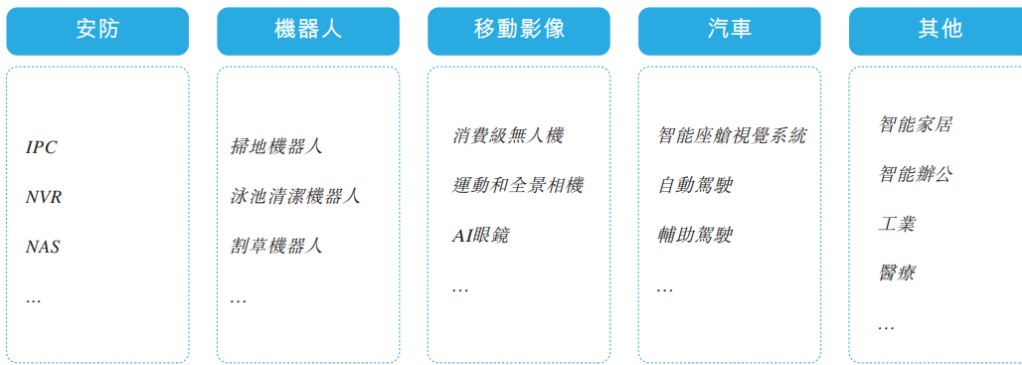 安防
IPC
NVR
NAS
...
機器人
掃地機器人
泳池清潔機器人
割草機器人
...
移動影像
消費級無人機
運動和全景相機
AI眼鏡
...
汽車
智能座艙視覺系統
自動駕駛
輔助駕駛
...
其他
智能家居
智能辦公
工業
醫療
...